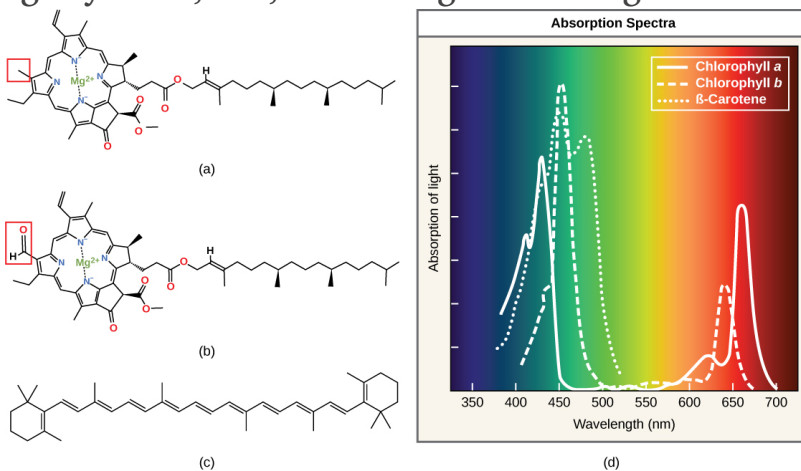 Mg2+
N
N
N
N−
O
O
O
O
O
H
(a)
H
O
Mg2+
N
N
N
N−
O
O
O
O
O
H
(b)
(c)
Absorption Spectra
Chlorophyll a
Chlorophyll b
ß-Carotene
Absorption of light
350 400 450 500 550 600 650 700
Wavelength (nm)
(d)